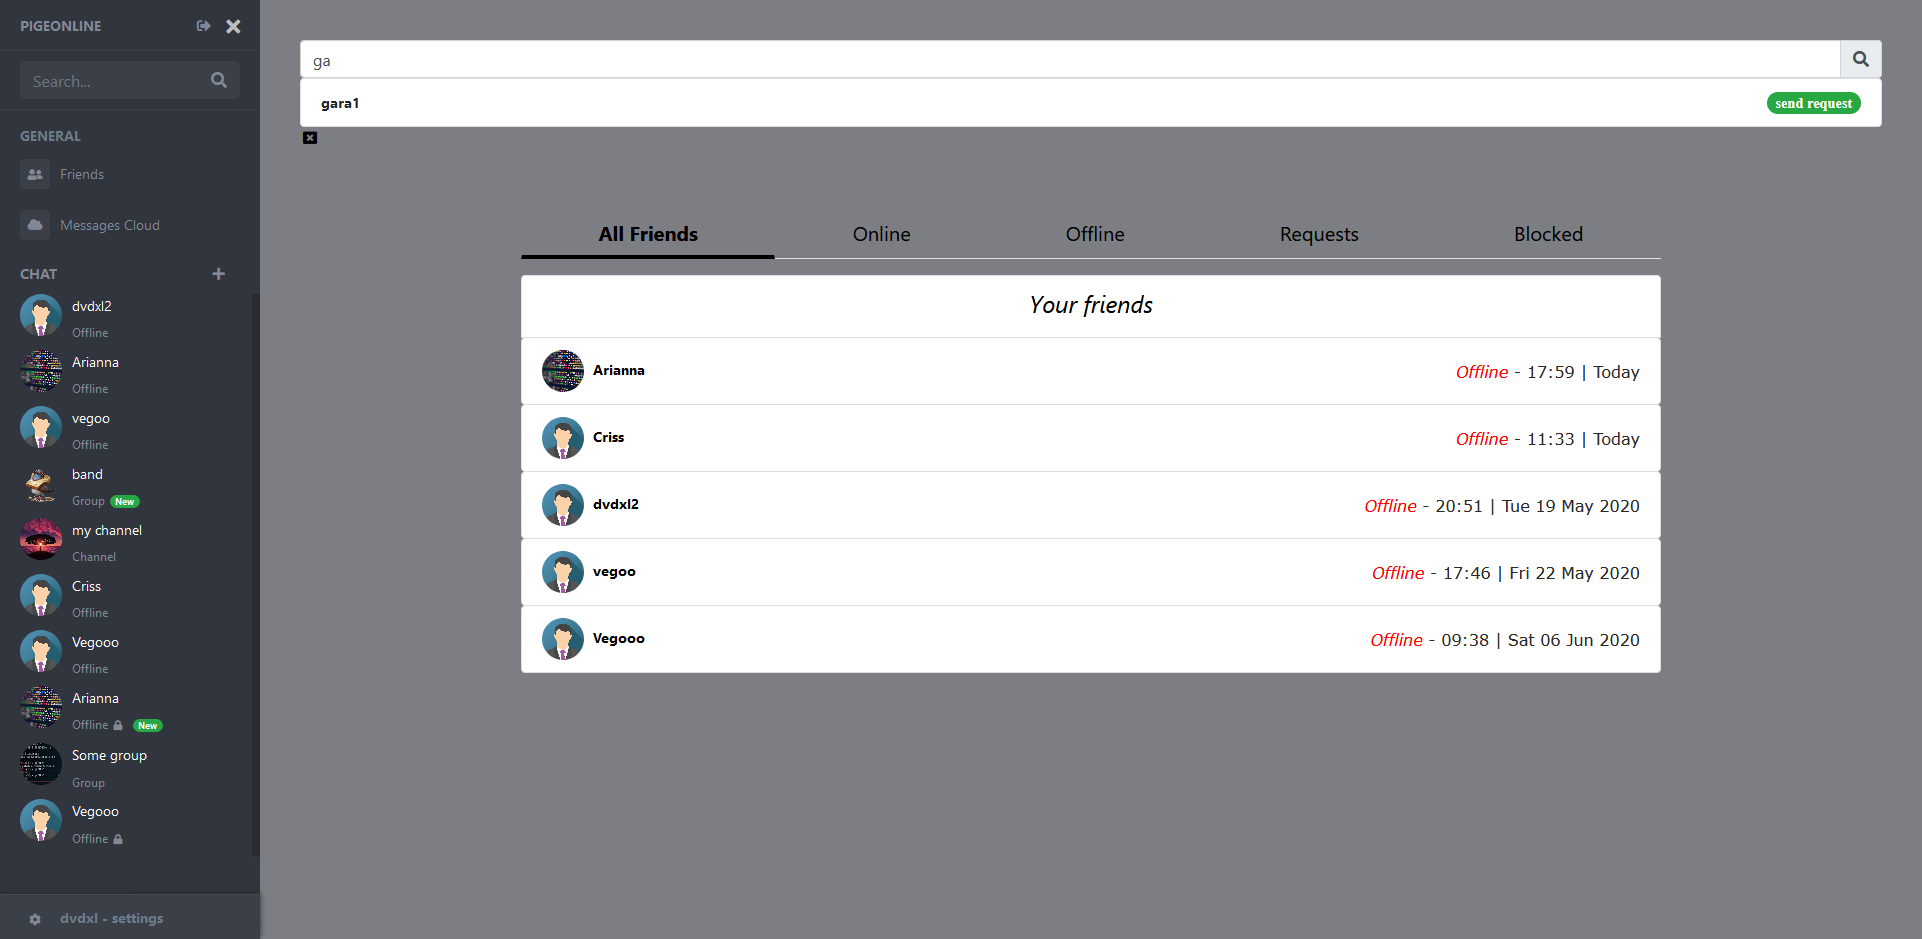 PIGEONLINE
Search...
GENERAL
Friends
Messages Cloud
CHAT
dvdxl2
Offline
Arianna
Offline
vegoo
Offline
band
Group New
my channel
Channel
Criss
Offline
Vegooo
Offline
Arianna
Offline New
Some group
Group
Vegooo
Offline
dvdxl - settings
ga
gara1 send request
All Friends Online Offline Requests Blocked
Your friends
Arianna Offline - 17:59 | Today
Criss Offline - 11:33 | Today
dvdxl2 Offline - 20:51 | Tue 19 May 2020
vegoo Offline - 17:46 | Fri 22 May 2020
Vegooo Offline - 09:38 | Sat 06 Jun 2020